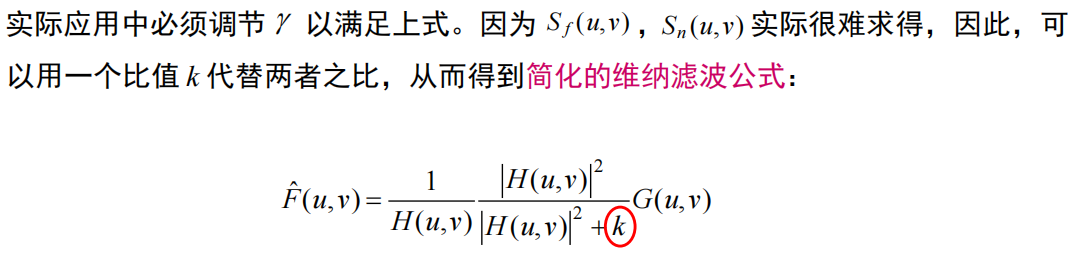 实际应用中必须调节 γ 以满足上式。因为 S_f(u,v)，S_n(u,v) 实际很难求得，因此，可
以用一个比值 k 代替两者之比，从而得到简化的维纳滤波公式：
F̂(u,v) = \frac{1}{H(u,v)} \frac{|H(u,v)|^2}{|H(u,v)|^2 + k} G(u,v)